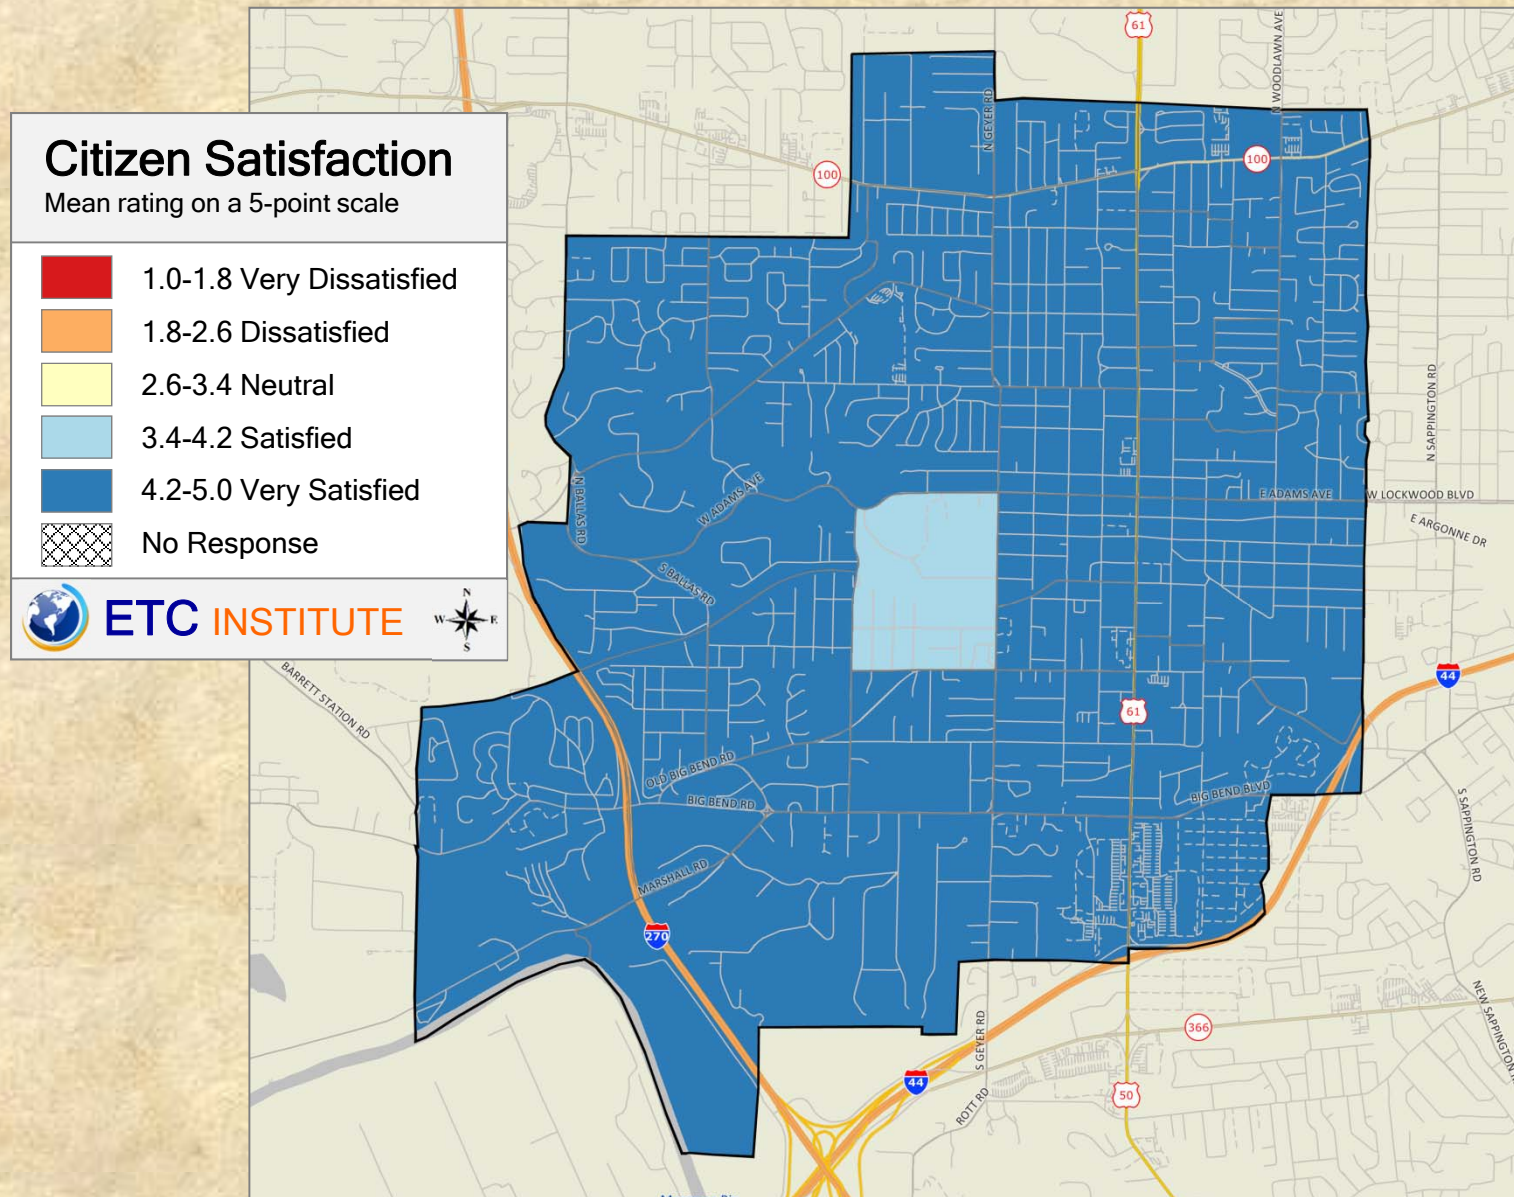 Citizen Satisfaction
Mean rating on a 5-point scale
1.0-1.8 Very Dissatisfied
1.8-2.6 Dissatisfied
2.6-3.4 Neutral
3.4-4.2 Satisfied
4.2-5.0 Very Satisfied
No Response
ETC INSTITUTE
N
W E
S
61
N WOODLAWN AVE
N GEYER RD
100
100
N SAPPINGTON RD
N BALLAS RD
W ADAMS AVE
E ADAMS AVE
W LOCKWOOD BLVD
E ARGONNE DR
S BALLAS RD
BARRETT STATION RD
44
61
OLD BIG BEND RD
BIG BEND RD
BIG BEND BLVD
S SAPPINGTON RD
MARSHALL RD
270
NEW SAPPINGTON
S GEYER RD
366
44
50
ROTT RD